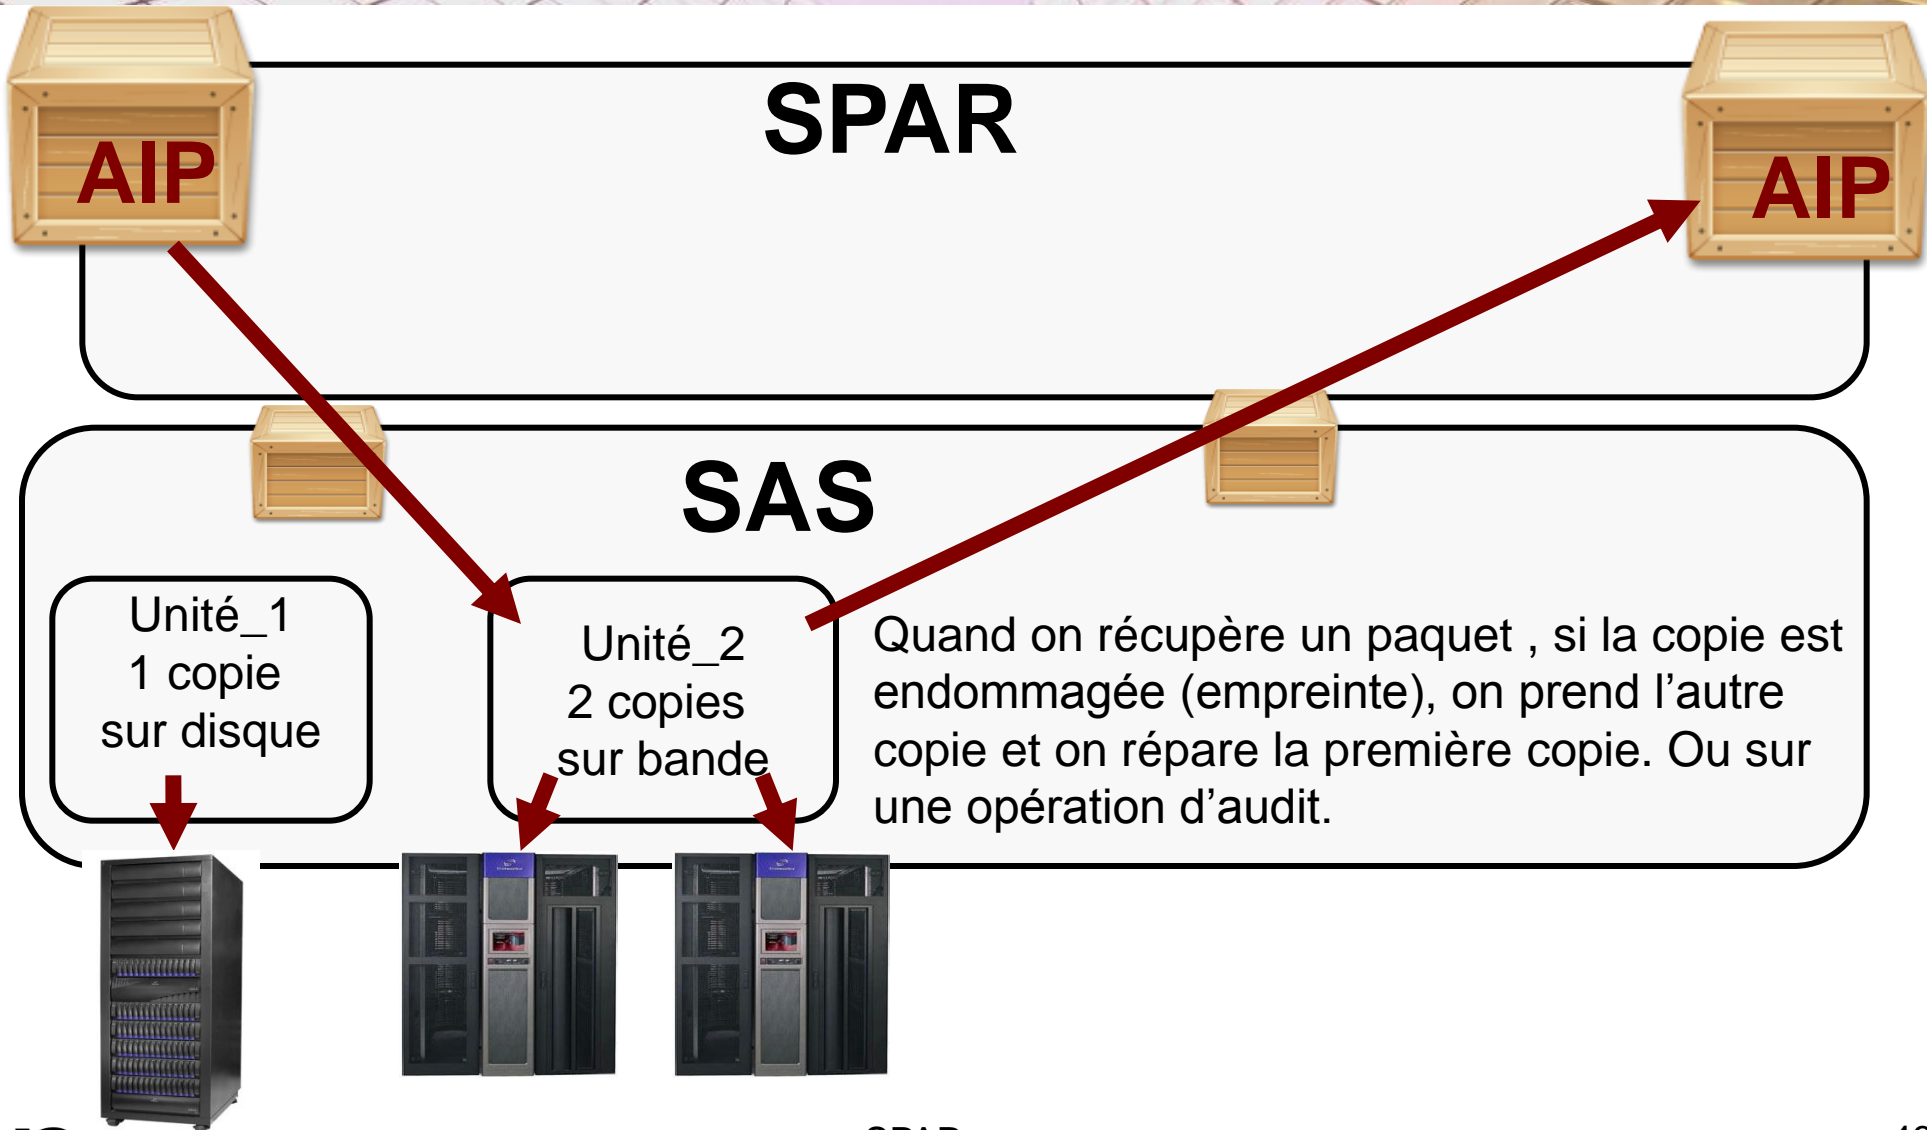 SPAR
AIP
AIP
SAS
Unité_1
1 copie
sur disque
Unité_2
2 copies
sur bande
Quand on récupère un paquet , si la copie est
endommagée (empreinte), on prend l’autre
copie et on répare la première copie. Ou sur
une opération d’audit.